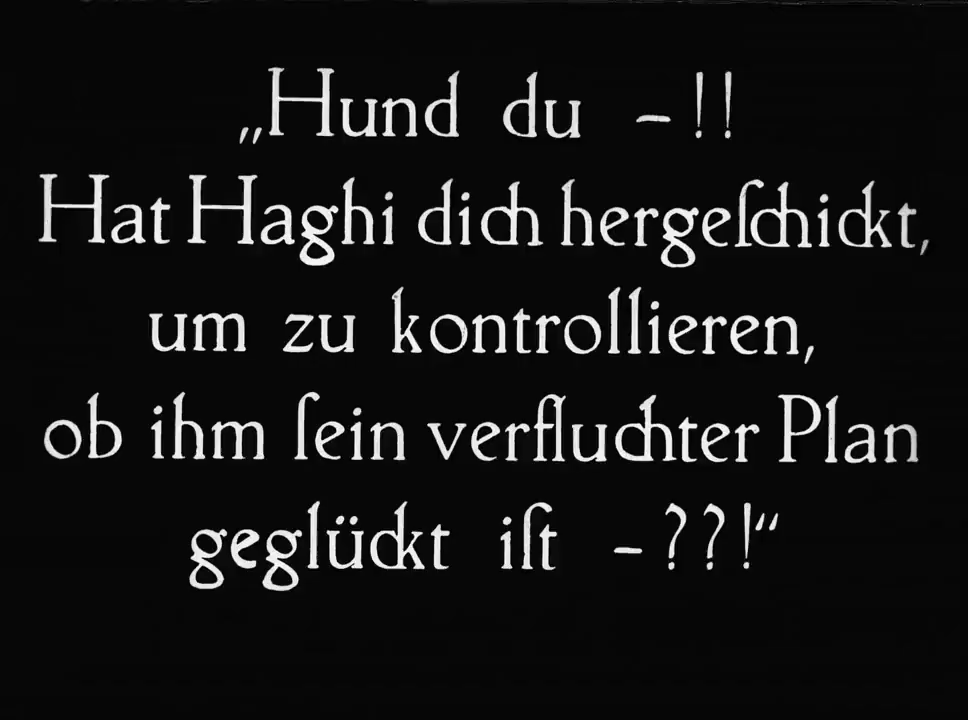 „Hund du – !!
Hat Haghi dich hergeſchickt,
um zu kontrollieren,
ob ihm ſein verfluchter Plan
geglückt iſt – ??!“